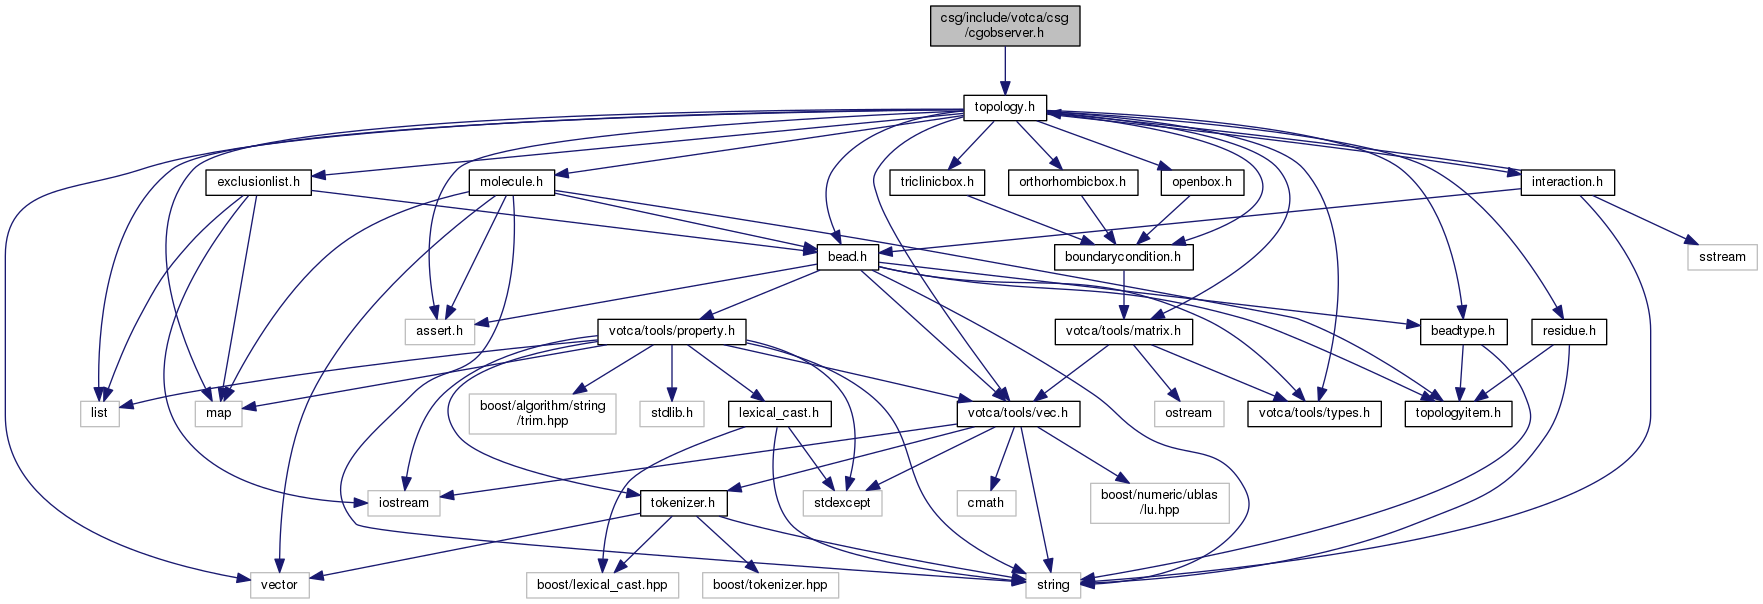 csg/include/votca/csg
/cgobserver.h
topology.h
exclusionlist.h
molecule.h
triclinicbox.h
orthorhombicbox.h
openbox.h
interaction.h
bead.h
boundarycondition.h
sstream
assert.h
votca/tools/property.h
votca/tools/matrix.h
beadtype.h
residue.h
list
map
boost/algorithm/string
/trim.hpp
stdlib.h
lexical_cast.h
votca/tools/vec.h
ostream
votca/tools/types.h
topologyitem.h
iostream
tokenizer.h
stdexcept
cmath
boost/numeric/ublas
/lu.hpp
vector
boost/lexical_cast.hpp
boost/tokenizer.hpp
string